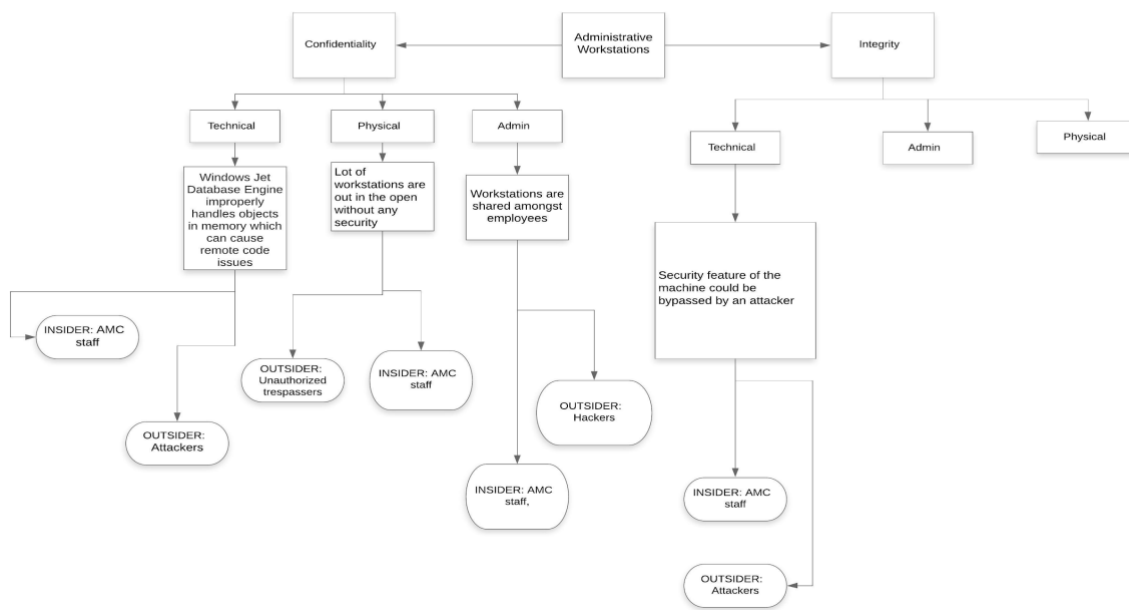 Confidentiality
Administrative
Workstations
Integrity
Technical
Physical
Admin
Technical
Admin
Physical
Windows Jet
Database Engine
improperly
handles objects
in memory which
can cause
remote code
issues
Lot of
workstations are
out in the open
without any
security
Workstations are
shared amongst
employees
Security feature of the
machine could be
bypassed by an attacker
INSIDER: AMC
staff
OUTSIDER:
Attackers
OUTSIDER:
Unauthorized
trespassers
INSIDER: AMC
staff
OUTSIDER:
Hackers
INSIDER: AMC
staff,
INSIDER: AMC
staff
OUTSIDER:
Attackers